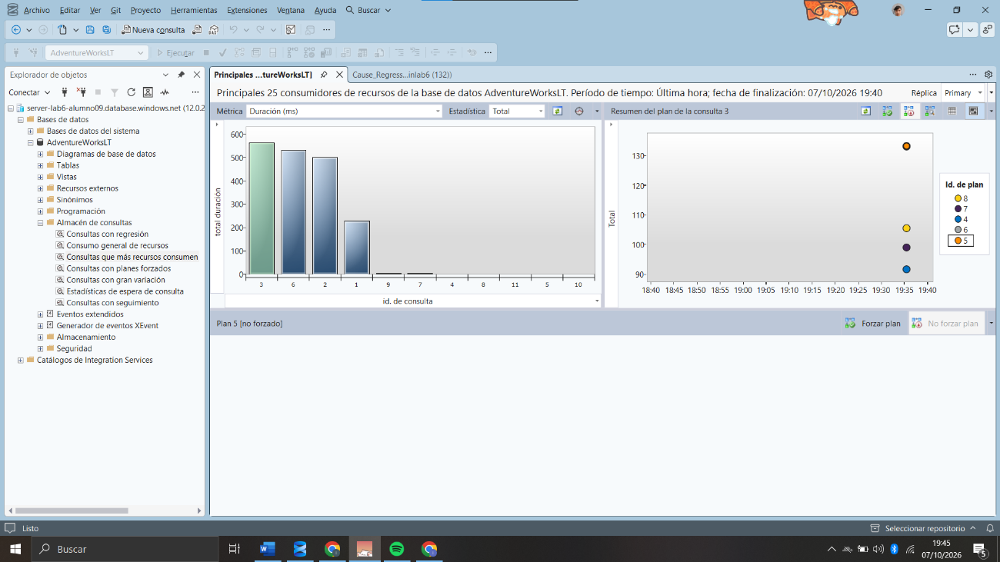 Archivo Editar Ver Git Proyecto Herramientas Extensiones Ventana Ayuda Buscar
Nueva consulta
AdventureWorksLT Ejecutar
Explorador de objetos
Conectar
server-lab6-alumno09.database.windows.net (12.0.2
Bases de datos
Bases de datos del sistema
AdventureWorksLT
Diagramas de base de datos
Tablas
Vistas
Recursos externos
Sinónimos
Programación
Almacén de consultas
Consultas con regresión
Consumo general de recursos
Consultas que más recursos consumen
Consultas con planes forzados
Consultas con gran variación
Estadísticas de espera de consulta
Consultas con seguimiento
Eventos extendidos
Generador de eventos XEvent
Almacenamiento
Seguridad
Catálogos de Integration Services
Principales ...tureWorksLT] Cause_Regress...inlab6 (132))
Principales 25 consumidores de recursos de la base de datos AdventureWorksLT. Período de tiempo: Última hora; fecha de finalización: 07/10/2026 19:40 Réplica Primary
Métrica Duración (ms) Estadística Total
600
500
400
300
200
100
0
total duración
3 6 2 1 9 7 4 8 11 5 10
id. de consulta
Resumen del plan de la consulta 3
130
120
110
100
90
Total
18:40 18:45 18:50 18:55 19:00 19:05 19:10 19:15 19:20 19:25 19:30 19:35 19:40
Id. de plan
8
7
4
6
5
Plan 5 [no forzado] Forzar plan No forzar plan
Listo Seleccionar repositorio
Buscar
19:45
07/10/2026
5